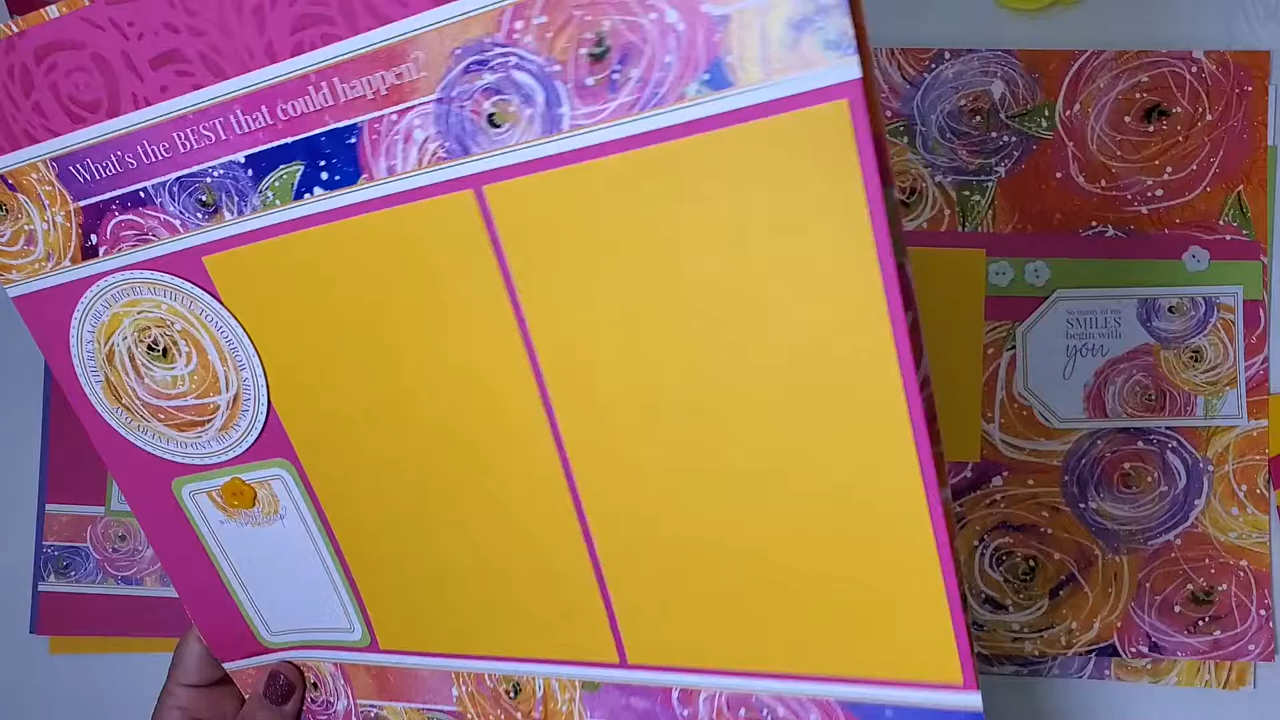 What's the BEST that could happen?
THERE'S A GREAT BIG BEAUTIFUL TOMORROW SHINING AT THE END OF EVERY DAY
So many of my
SMILES
begin with
you